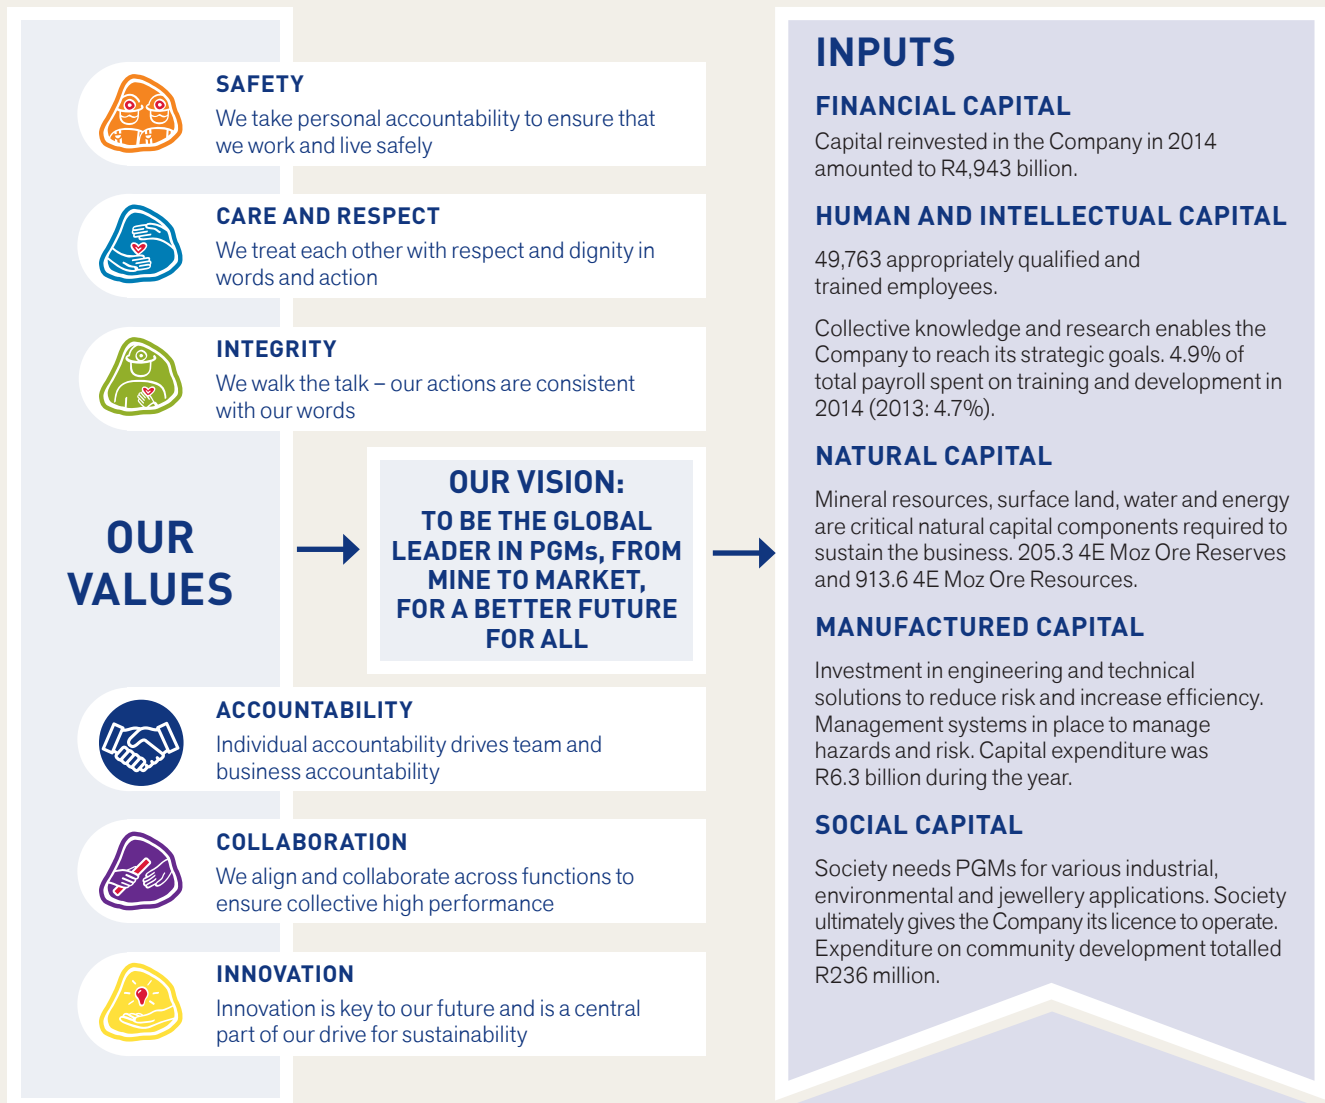 SAFETY
We take personal accountability to ensure that
we work and live safely
CARE AND RESPECT
We treat each other with respect and dignity in
words and action
INTEGRITY
We walk the talk – our actions are consistent
with our words
OUR
VALUES
OUR VISION:
TO BE THE GLOBAL
LEADER IN PGMs, FROM
MINE TO MARKET,
FOR A BETTER FUTURE
FOR ALL
ACCOUNTABILITY
Individual accountability drives team and
business accountability
COLLABORATION
We align and collaborate across functions to
ensure collective high performance
INNOVATION
Innovation is key to our future and is a central
part of our drive for sustainability
INPUTS
FINANCIAL CAPITAL
Capital reinvested in the Company in 2014
amounted to R4,943 billion.
HUMAN AND INTELLECTUAL CAPITAL
49,763 appropriately qualified and
trained employees.
Collective knowledge and research enables the
Company to reach its strategic goals. 4.9% of
total payroll spent on training and development in
2014 (2013: 4.7%).
NATURAL CAPITAL
Mineral resources, surface land, water and energy
are critical natural capital components required to
sustain the business. 205.3 4E Moz Ore Reserves
and 913.6 4E Moz Ore Resources.
MANUFACTURED CAPITAL
Investment in engineering and technical
solutions to reduce risk and increase efficiency.
Management systems in place to manage
hazards and risk. Capital expenditure was
R6.3 billion during the year.
SOCIAL CAPITAL
Society needs PGMs for various industrial,
environmental and jewellery applications. Society
ultimately gives the Company its licence to operate.
Expenditure on community development totalled
R236 million.